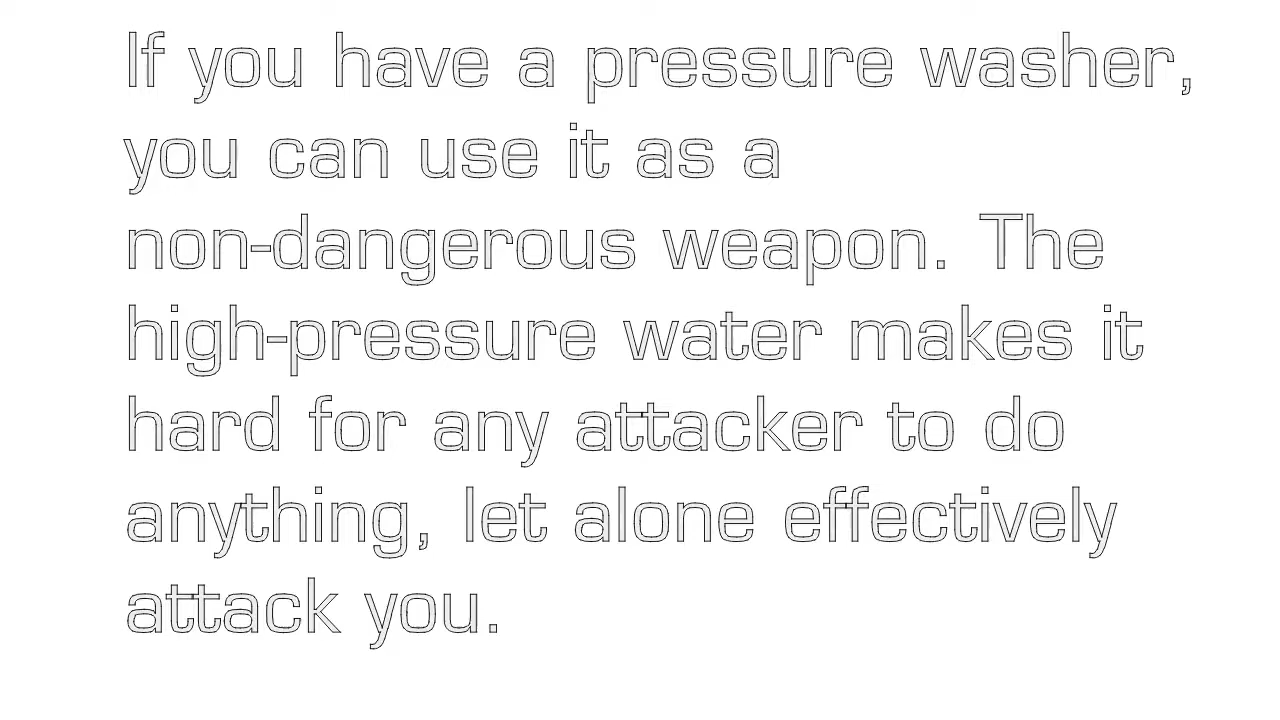 If you have a pressure washer,
you can use it as a
non-dangerous weapon. The
high-pressure water makes it
hard for any attacker to do
anything, let alone effectively
attack you.